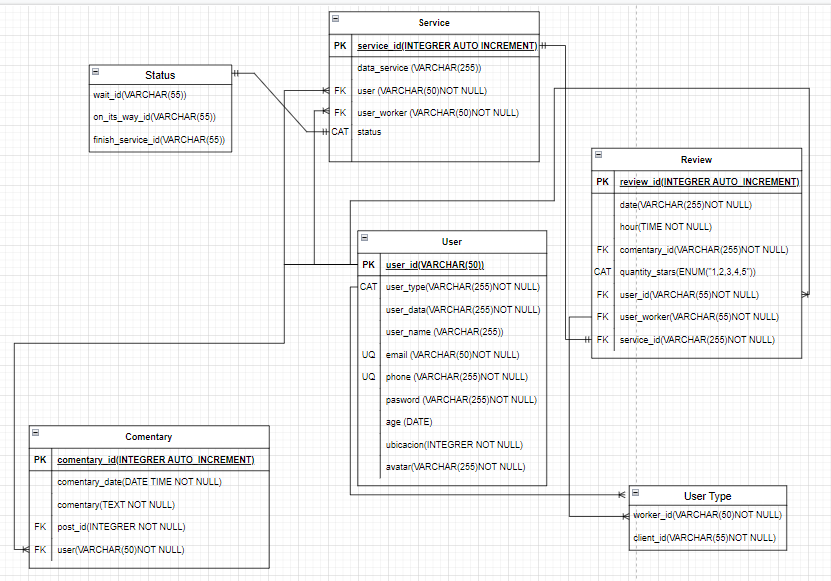 Service
PK service_id(INTEGRER AUTO INCREMENT)
data_service (VARCHAR(255))
FK user (VARCHAR(50)NOT NULL)
FK user_worker (VARCHAR(50)NOT NULL)
CAT status
Status
wait_id(VARCHAR(55))
on_its_way_id(VARCHAR(55))
finish_service_id(VARCHAR(55))
Review
PK review_id(INTEGRER AUTO_INCREMENT)
date(VARCHAR(255)NOT NULL)
hour(TIME NOT NULL)
FK comentary_id(VARCHAR(255)NOT NULL)
CAT quantity_stars(ENUM("1,2,3,4,5"))
FK user_id(VARCHAR(55)NOT NULL)
FK user_worker(VARCHAR(55)NOT NULL)
FK service_id(VARCHAR(255)NOT NULL)
User
PK user_id(VARCHAR(50))
CAT user_type(VARCHAR(255)NOT NULL)
user_data(VARCHAR(255)NOT NULL)
user_name (VARCHAR(255))
UQ email (VARCHAR(50)NOT NULL)
UQ phone (VARCHAR(255)NOT NULL)
pasword (VARCHAR(255)NOT NULL)
age (DATE)
ubicacion(INTEGRER NOT NULL)
avatar(VARCHAR(255)NOT NULL)
Comentary
PK comentary_id(INTEGRER AUTO_INCREMENT)
comentary_date(DATE TIME NOT NULL)
comentary(TEXT NOT NULL)
FK post_id(INTEGRER NOT NULL)
FK user(VARCHAR(50)NOT NULL)
User Type
worker_id(VARCHAR(50)NOT NULL)
client_id(VARCHAR(55)NOT NULL)